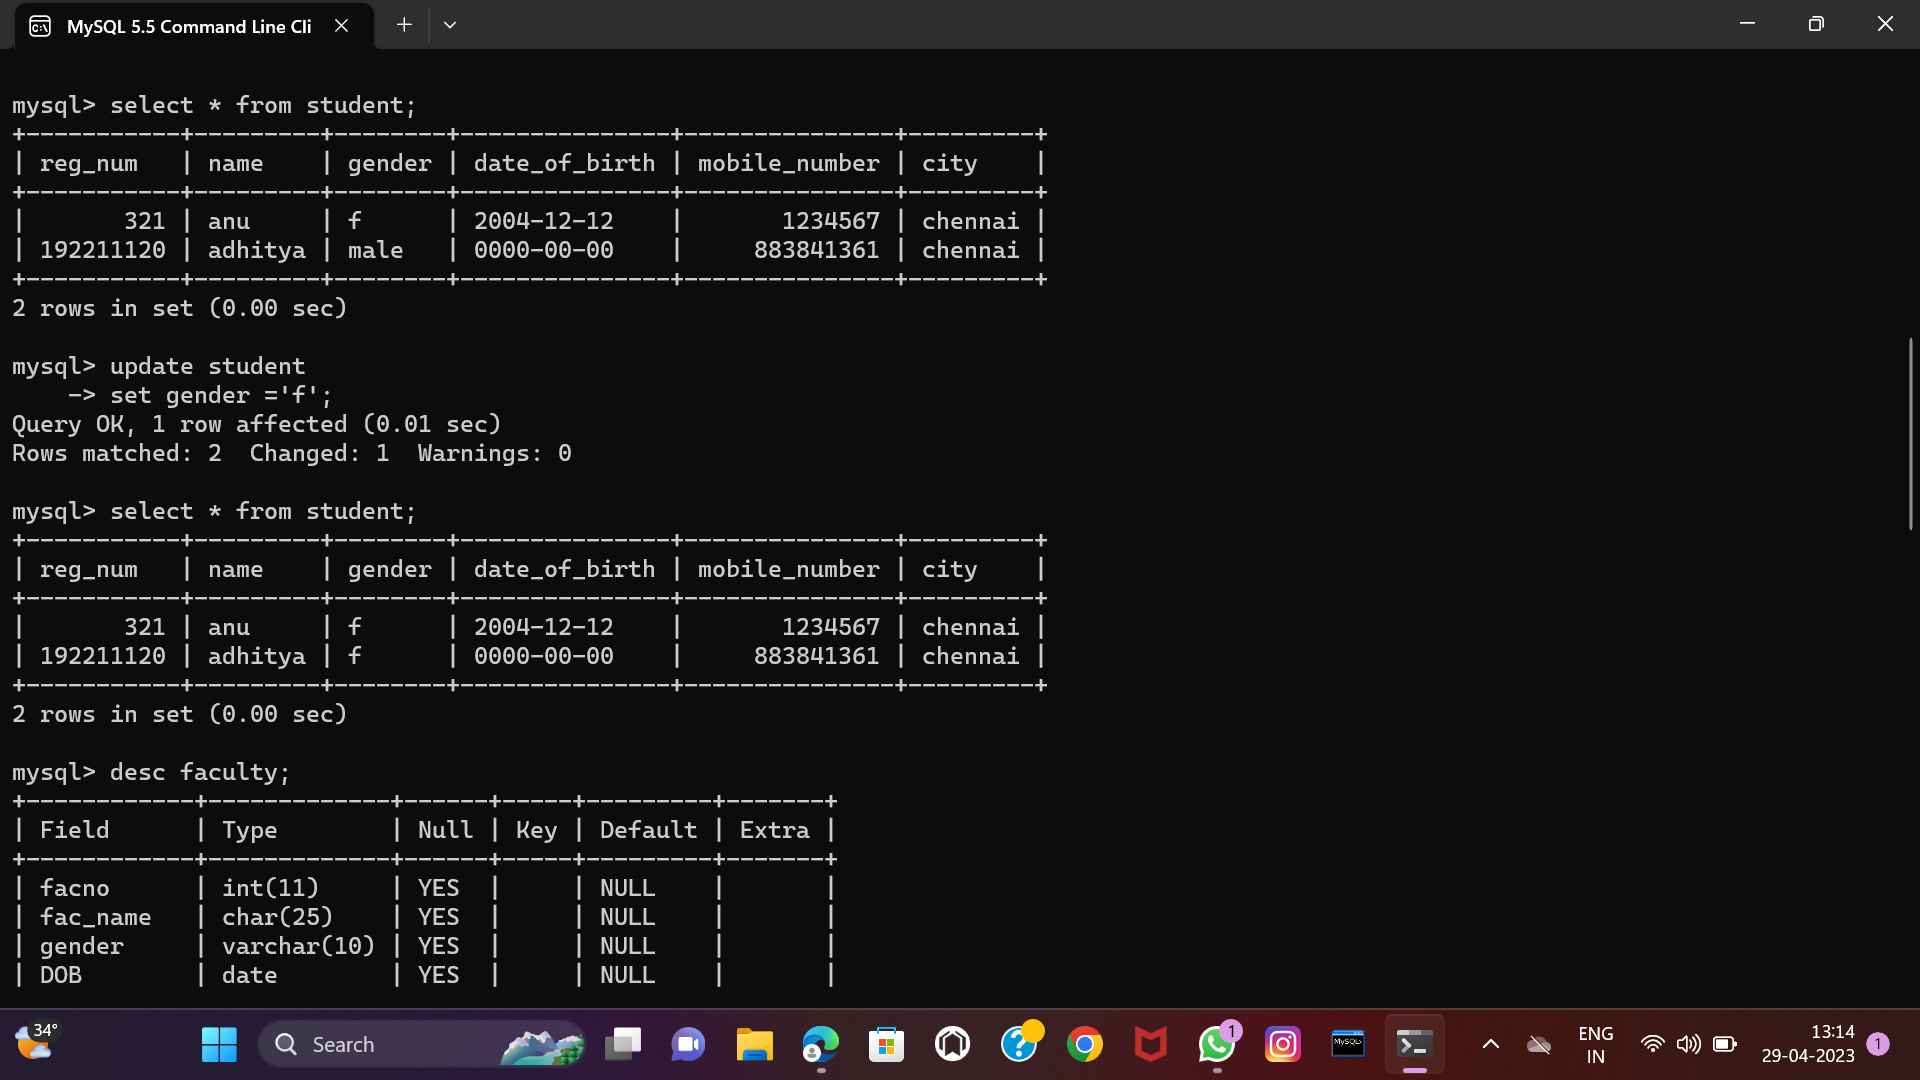 MySQL 5.5 Command Line Cli
mysql> select * from student;
+-----------+---------+--------+---------------+---------------+---------+
| reg_num   | name    | gender | date_of_birth | mobile_number | city    |
+-----------+---------+--------+---------------+---------------+---------+
|       321 | anu     | f      | 2004-12-12    |       1234567 | chennai |
| 192211120 | adhitya | male   | 0000-00-00    |     883841361 | chennai |
+-----------+---------+--------+---------------+---------------+---------+
2 rows in set (0.00 sec)
mysql> update student
    -> set gender ='f';
Query OK, 1 row affected (0.01 sec)
Rows matched: 2  Changed: 1  Warnings: 0
mysql> select * from student;
+-----------+---------+--------+---------------+---------------+---------+
| reg_num   | name    | gender | date_of_birth | mobile_number | city    |
+-----------+---------+--------+---------------+---------------+---------+
|       321 | anu     | f      | 2004-12-12    |       1234567 | chennai |
| 192211120 | adhitya | f      | 0000-00-00    |     883841361 | chennai |
+-----------+---------+--------+---------------+---------------+---------+
2 rows in set (0.00 sec)
mysql> desc faculty;
+------------+-------------+------+-----+---------+-------+
| Field      | Type        | Null | Key | Default | Extra |
+------------+-------------+------+-----+---------+-------+
| facno      | int(11)     | YES  |     | NULL    |       |
| fac_name   | char(25)    | YES  |     | NULL    |       |
| gender     | varchar(10) | YES  |     | NULL    |       |
| DOB        | date        | YES  |     | NULL    |       |
34°
Search
1
MySQL>
ENG
IN
13:14
29-04-2023
1